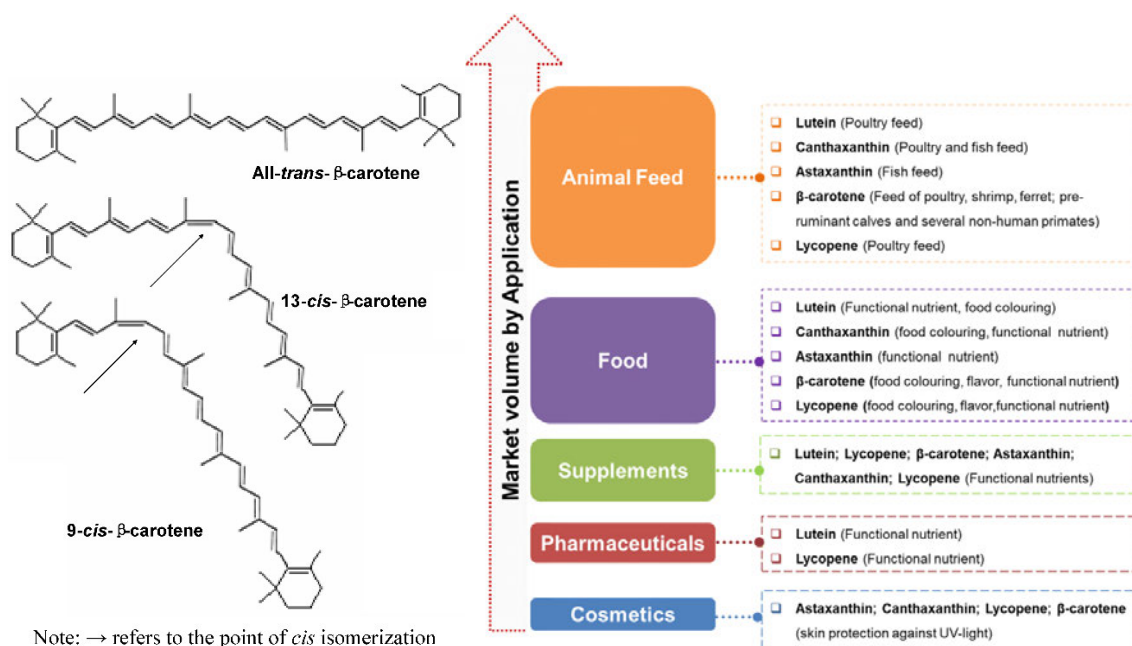 All-trans-β-carotene
13-cis-β-carotene
9-cis-β-carotene
Note: → refers to the point of cis isomerization
Market volume by Application
Animal Feed
❑ Lutein (Poultry feed)
❑ Canthaxanthin (Poultry and fish feed)
❑ Astaxanthin (Fish feed)
❑ β-carotene (Feed of poultry, shrimp, ferret; pre-
ruminant calves and several non-human primates)
❑ Lycopene (Poultry feed)
Food
❑ Lutein (Functional nutrient, food colouring)
❑ Canthaxanthin (food colouring, functional nutrient)
❑ Astaxanthin (functional nutrient)
❑ β-carotene (food colouring, flavor, functional nutrient)
❑ Lycopene (food colouring, flavor,functional nutrient)
Supplements
❑ Lutein; Lycopene; β-carotene; Astaxanthin;
Canthaxanthin; Lycopene (Functional nutrients)
Pharmaceuticals
❑ Lutein (Functional nutrient)
❑ Lycopene (Functional nutrient)
Cosmetics
❑ Astaxanthin; Canthaxanthin; Lycopene; β-carotene
(skin protection against UV-light)